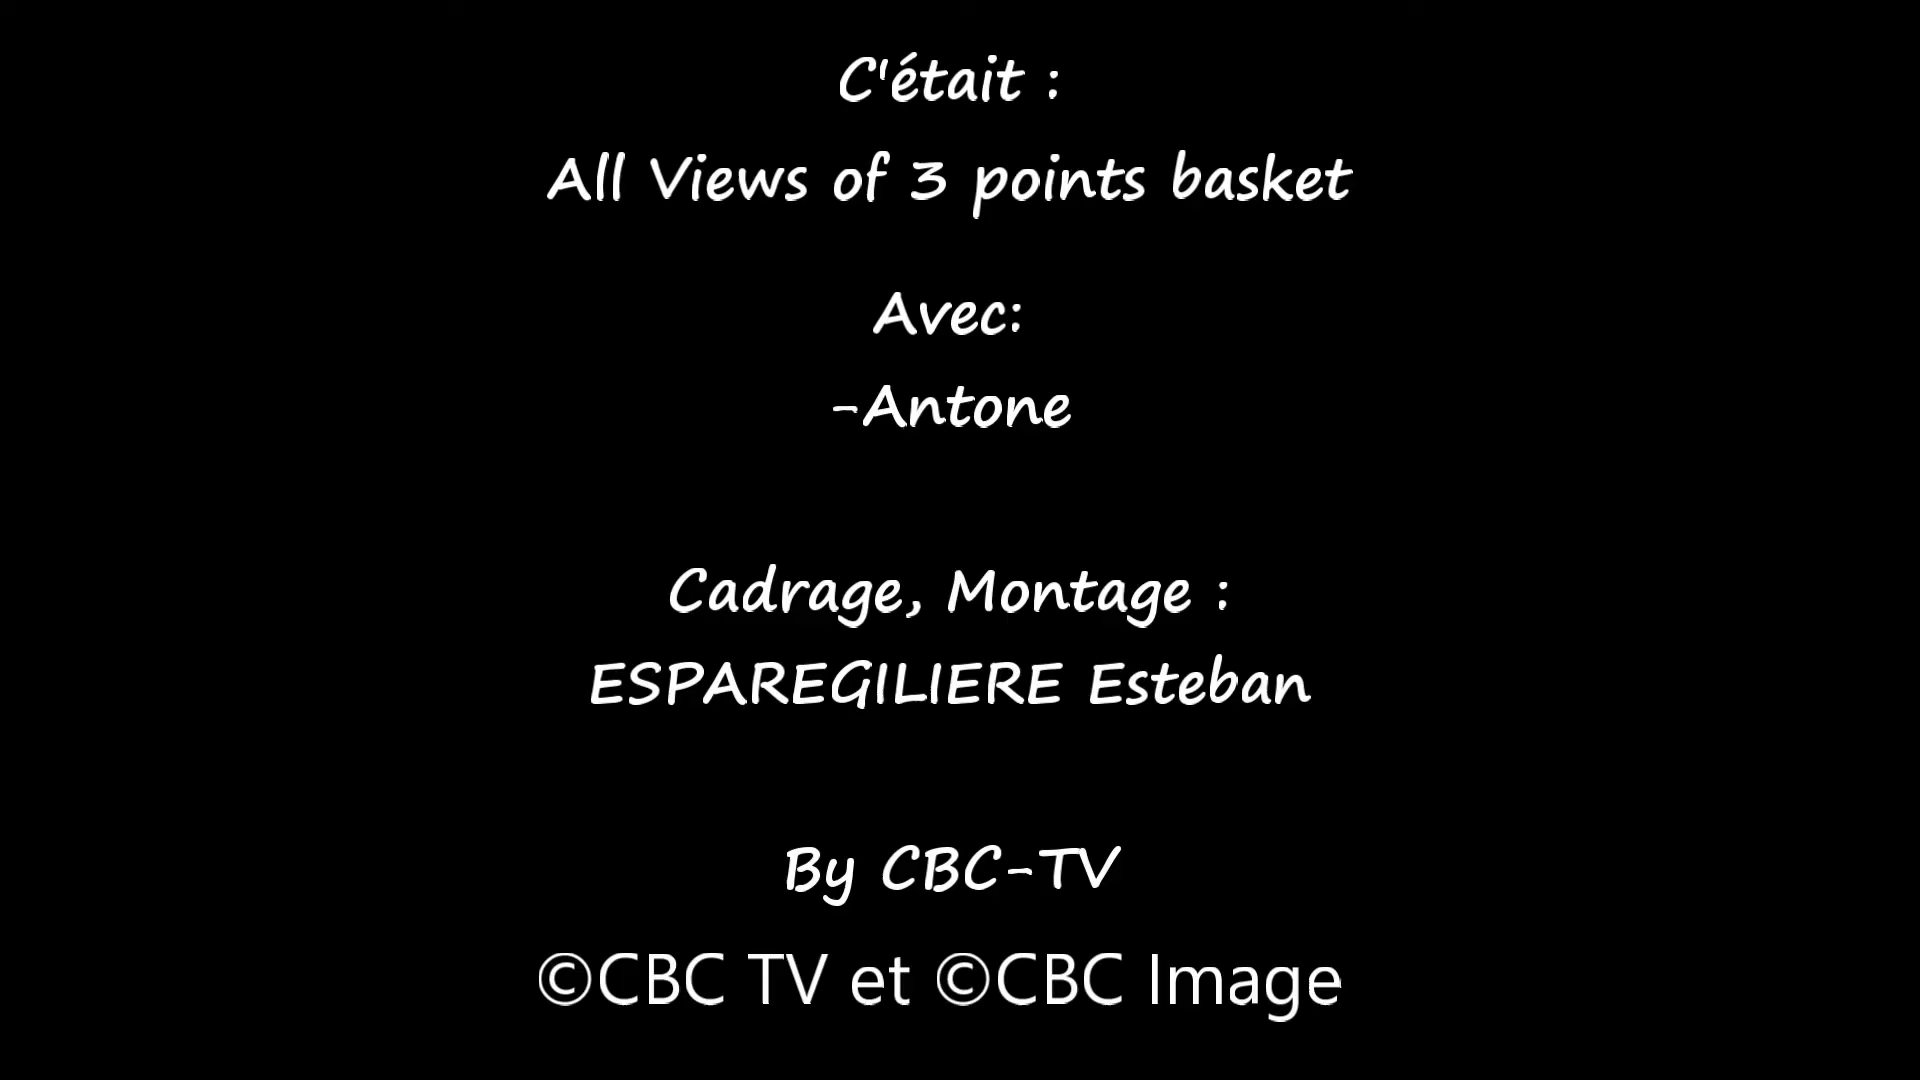 C'était :
All Views of 3 points basket
Avec:
-Antone
Cadrage, Montage :
ESPAREGILIERE Esteban
By CBC-TV
©CBC TV et ©CBC Image